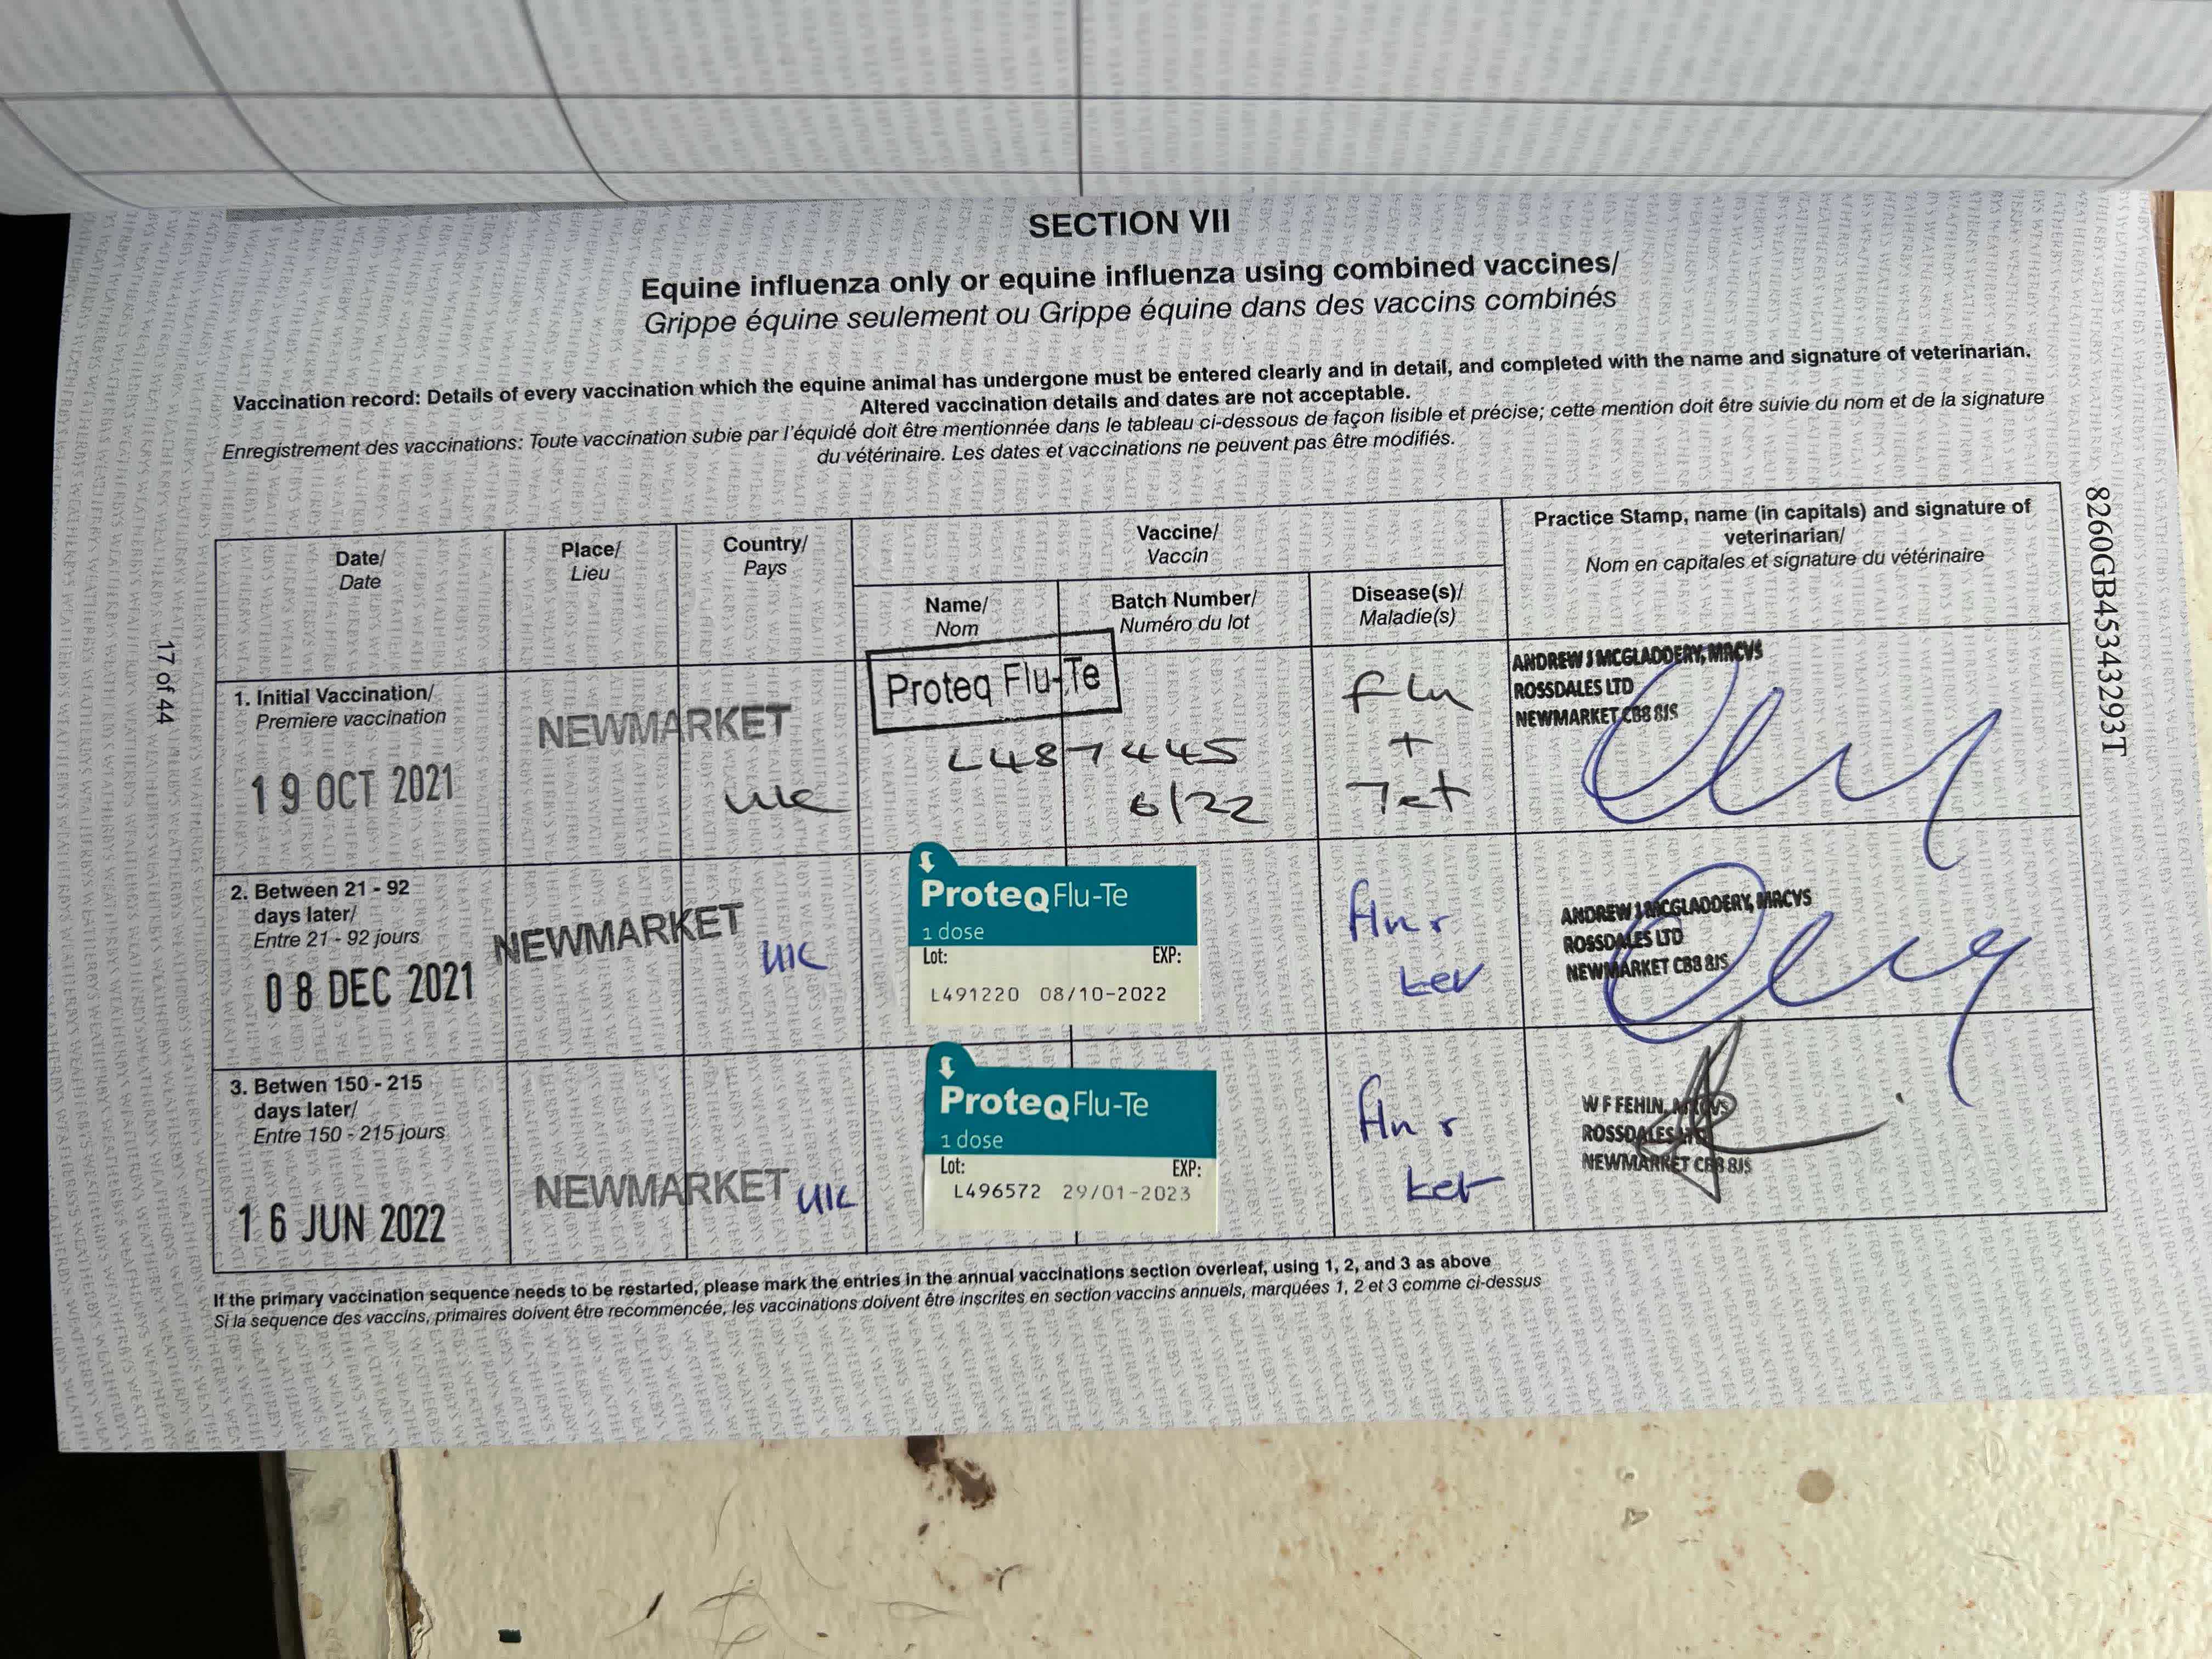 SECTION VII
Equine influenza only or equine influenza using combined vaccines/
Grippe équine seulement ou Grippe équine dans des vaccins combinés
Vaccination record: Details of every vaccination which the equine animal has undergone must be entered clearly and in detail, and completed with the name and signature of veterinarian.
Altered vaccination details and dates are not acceptable.
Enregistrement des vaccinations: Toute vaccination subie par l'équidé doit être mentionnée dans le tableau ci-dessous de façon lisible et précise; cette mention doit être suivie du nom et de la signature
du vétérinaire. Les dates et vaccinations ne peuvent pas être modifiés.
Date/
Date
Place/
Lieu
Country/
Pays
Vaccine/
Vaccin
Name/
Nom
Batch Number/
Numéro du lot
Disease(s)/
Maladie(s)
Practice Stamp, name (in capitals) and signature of
veterinarian/
Nom en capitales et signature du vétérinaire
1. Initial Vaccination/
Premiere vaccination
19 OCT 2021
NEWMARKET
UK
Proteq Flu-Te
L487445
6/22
Flu
+
Tet
ANDREW J MCGLADDERY, MRCVS
ROSSDALES LTD
NEWMARKET CB8 8JS
2. Between 21 - 92
days later/
Entre 21 - 92 jours
08 DEC 2021
NEWMARKET
UK
ProteqFlu-Te
1 dose
Lot: EXP:
L491220 08/10-2022
flu +
tet
ANDREW J MCGLADDERY, MRCVS
ROSSDALES LTD
NEWMARKET CB8 8JS
3. Betwen 150 - 215
days later/
Entre 150 - 215 jours
16 JUN 2022
NEWMARKET
UK
ProteqFlu-Te
1 dose
Lot: EXP:
L496572 29/01-2023
flu +
tet
W F FEHIN, MRCVS
ROSSDALES LTD
NEWMARKET CB8 8JS
If the primary vaccination sequence needs to be restarted, please mark the entries in the annual vaccinations section overleaf, using 1, 2, and 3 as above
Si la sequence des vaccins, primaires doivent être recommencée, les vaccinations doivent être inscrites en section vaccins annuels, marquées 1, 2 et 3 comme ci-dessus
17 of 44
8260GB45343293T